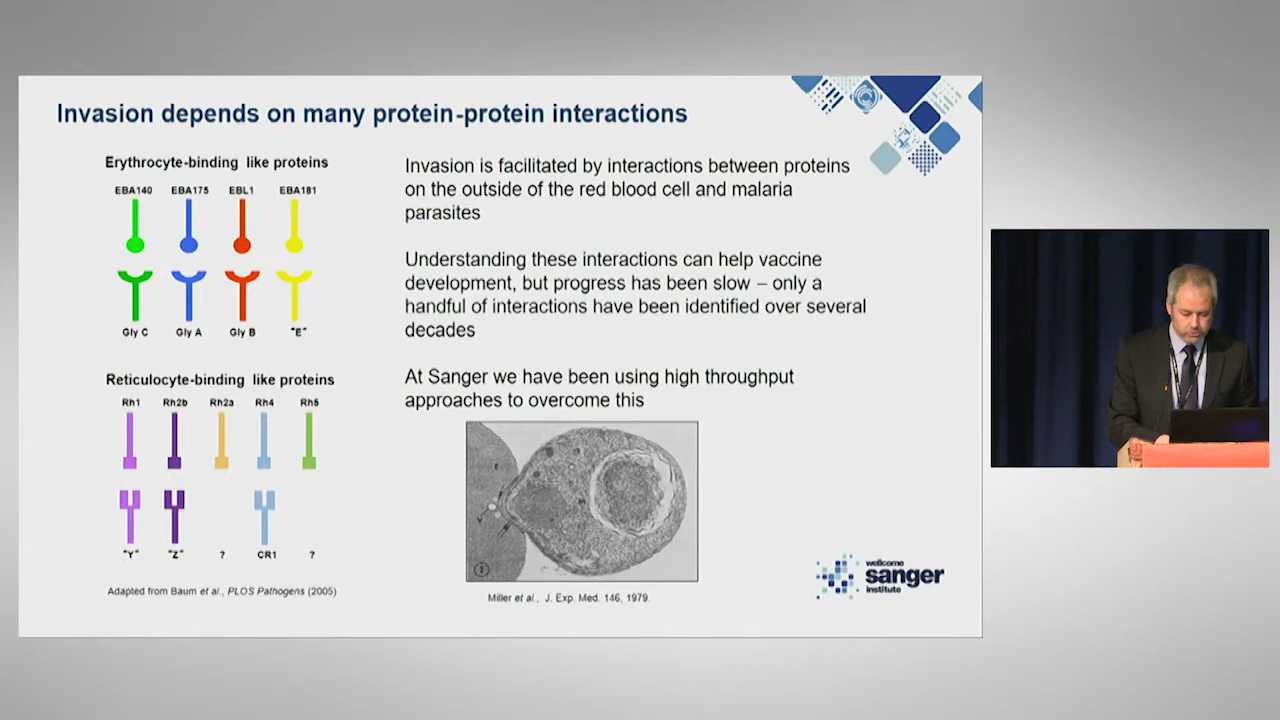 Invasion depends on many protein-protein interactions
Erythrocyte-binding like proteins
EBA140 EBA175 EBL1 EBA181
Gly C Gly A Gly B "E"
Reticulocyte-binding like proteins
Rh1 Rh2b Rh2a Rh4 Rh5
"Y" "Z" ? CR1 ?
Adapted from Baum et al., PLOS Pathogens (2005)
Invasion is facilitated by interactions between proteins
on the outside of the red blood cell and malaria
parasites
Understanding these interactions can help vaccine
development, but progress has been slow – only a
handful of interactions have been identified over several
decades
At Sanger we have been using high throughput
approaches to overcome this
Miller et al., J. Exp. Med. 146, 1979.
wellcome
sanger
institute